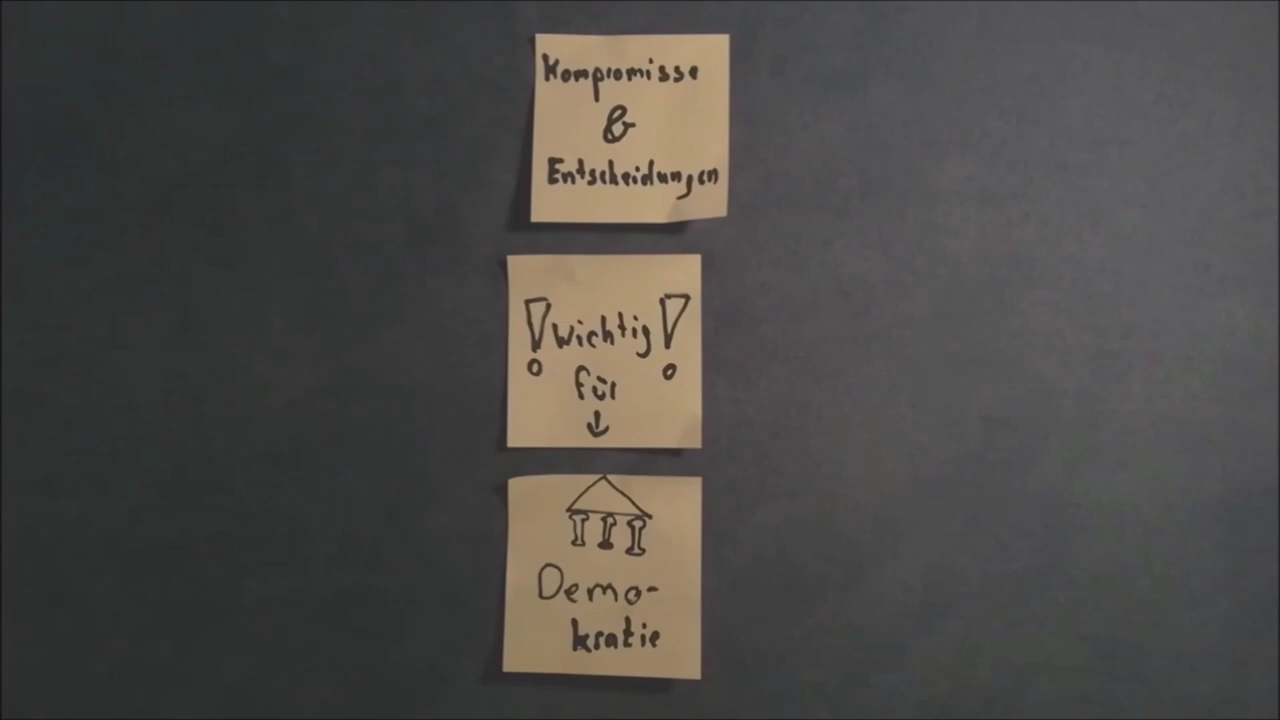 Kompromisse
&
Entscheidungen
! Wichtig !
für
↓
Demo-
kratie